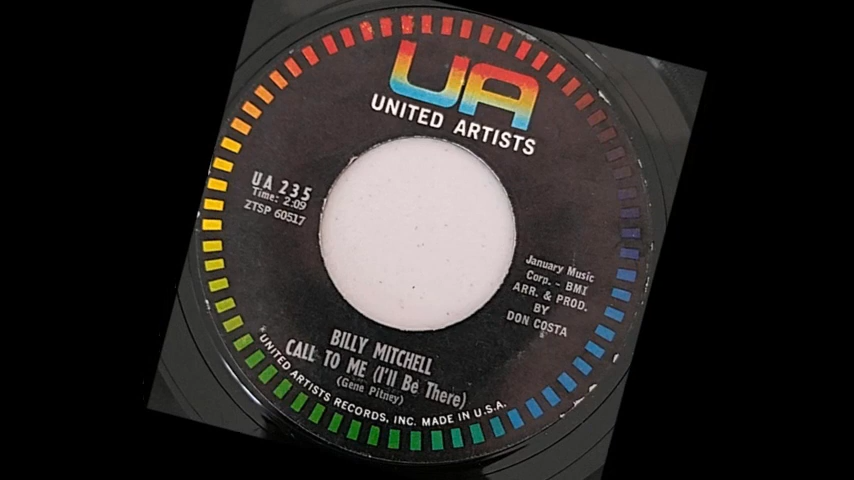 UA
UNITED ARTISTS
UA 235
Time: 2:09
ZTSP 60517
January Music
Corp. - BMI
ARR. & PROD.
BY
DON COSTA
BILLY MITCHELL
CALL TO ME (I'll Be There)
(Gene Pitney)
UNITED ARTISTS RECORDS, INC. MADE IN U.S.A.